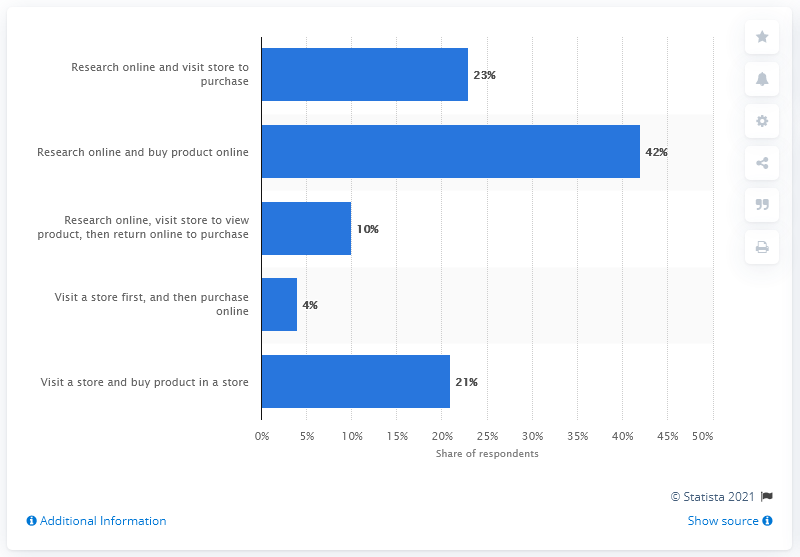 Research online and visit store to
purchase
23%
Research online and buy product online
42%
Research online, visit store to view
product, then return online to purchase
10%
Visit a store first, and then purchase
online
4%
Visit a store and buy product in a store
21%
0% 5% 10% 15% 20% 25% 30% 35% 40% 45% 50%
Share of respondents
© Statista 2021
Additional Information
Show source